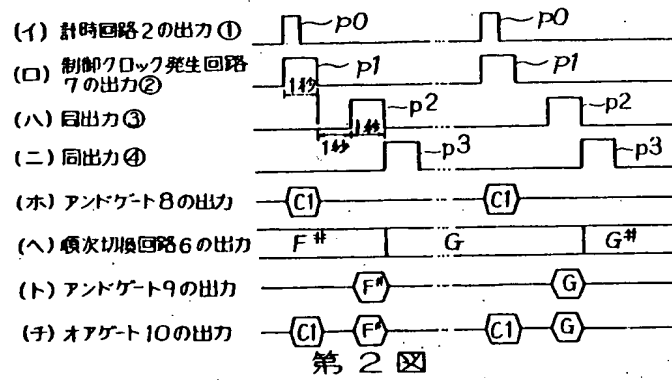 (イ) 計時回路2の出力① p0 p0
(ロ) 制御クロック発生回路
7の出力② p1 p1
1秒
(ハ) 同出力③ p2 p2
1秒 1秒
(ニ) 同出力④ p3 p3
(ホ) アンドゲート8の出力 C1 C1
(ヘ) 順次切換回路6の出力 F# G G#
(ト) アンドゲート9の出力 F# G
(チ) オアゲート10の出力 C1 F# C1 G
第2図